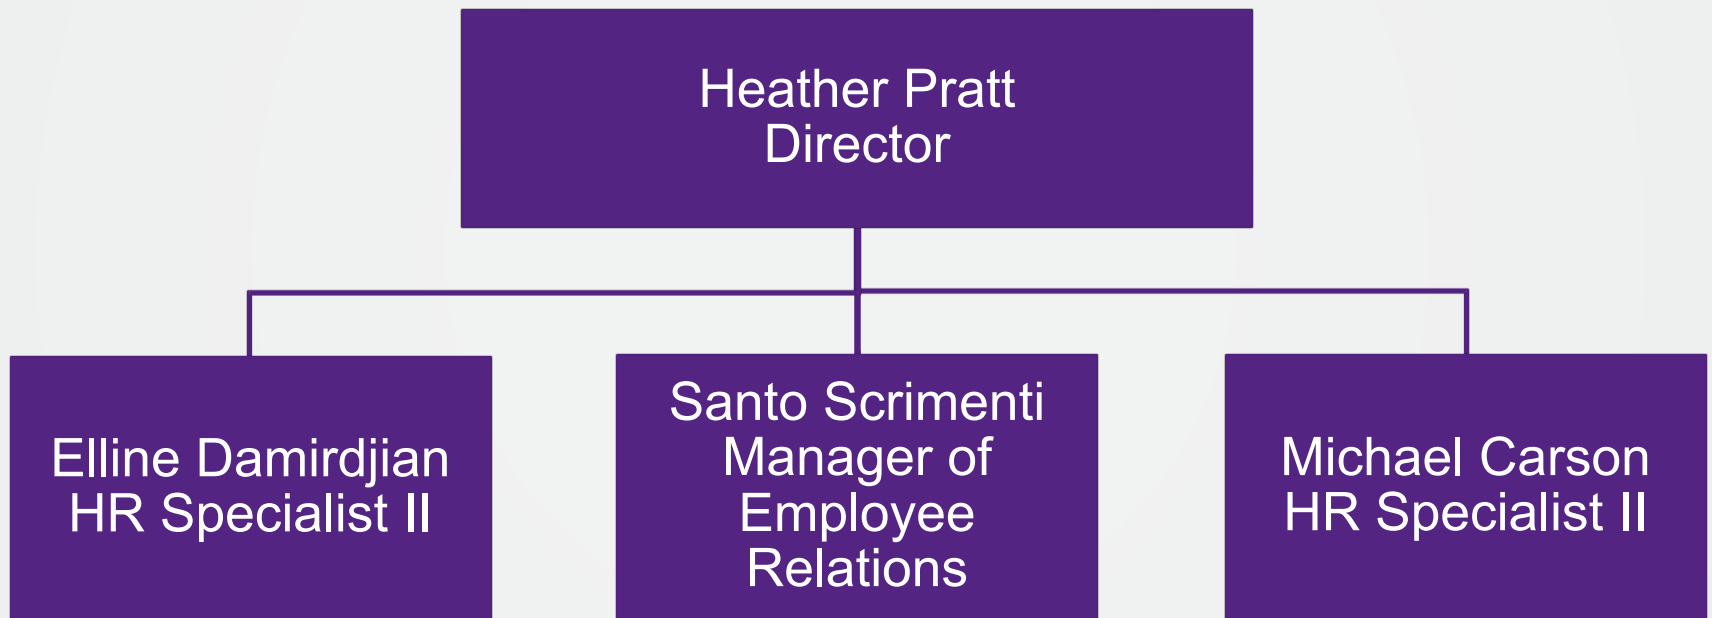 Heather Pratt
Director
Elline Damirdjian
HR Specialist II
Santo Scrimenti
Manager of
Employee
Relations
Michael Carson
HR Specialist II